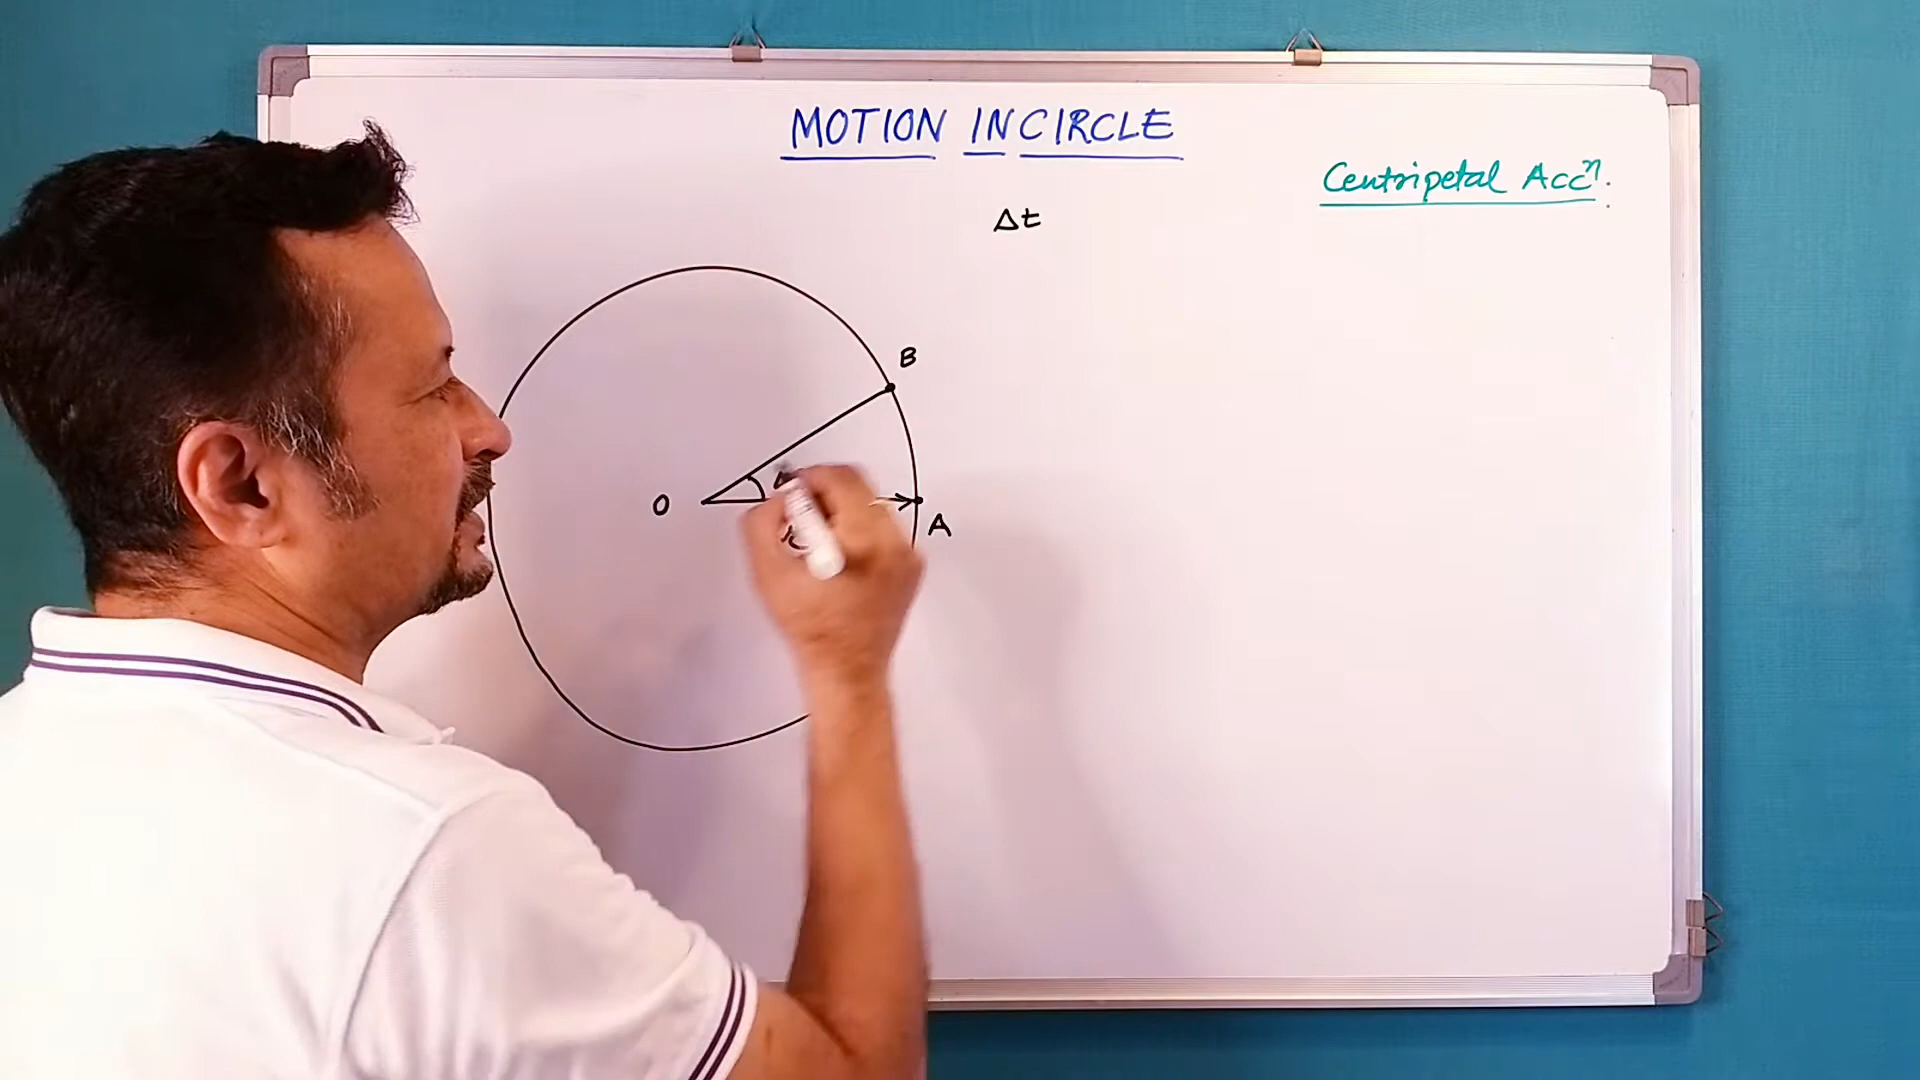 MOTION IN CIRCLE
Centripetal Accⁿ.
Δt
B
O
A